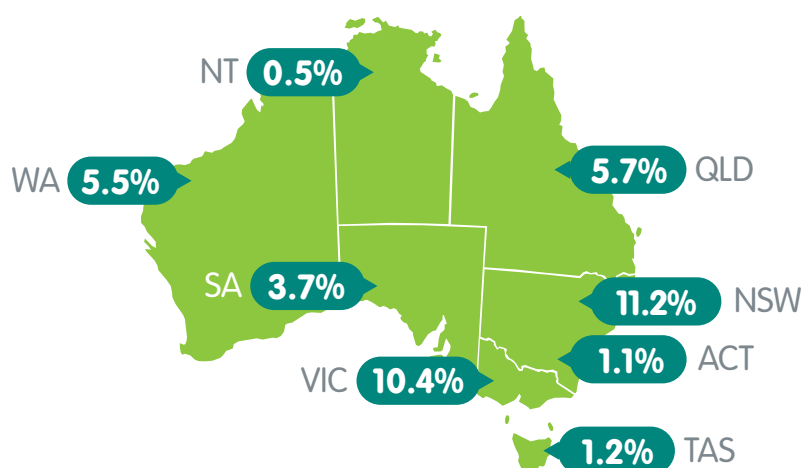 NT 0.5%
WA 5.5%
5.7% QLD
SA 3.7%
11.2% NSW
1.1% ACT
VIC 10.4%
1.2% TAS